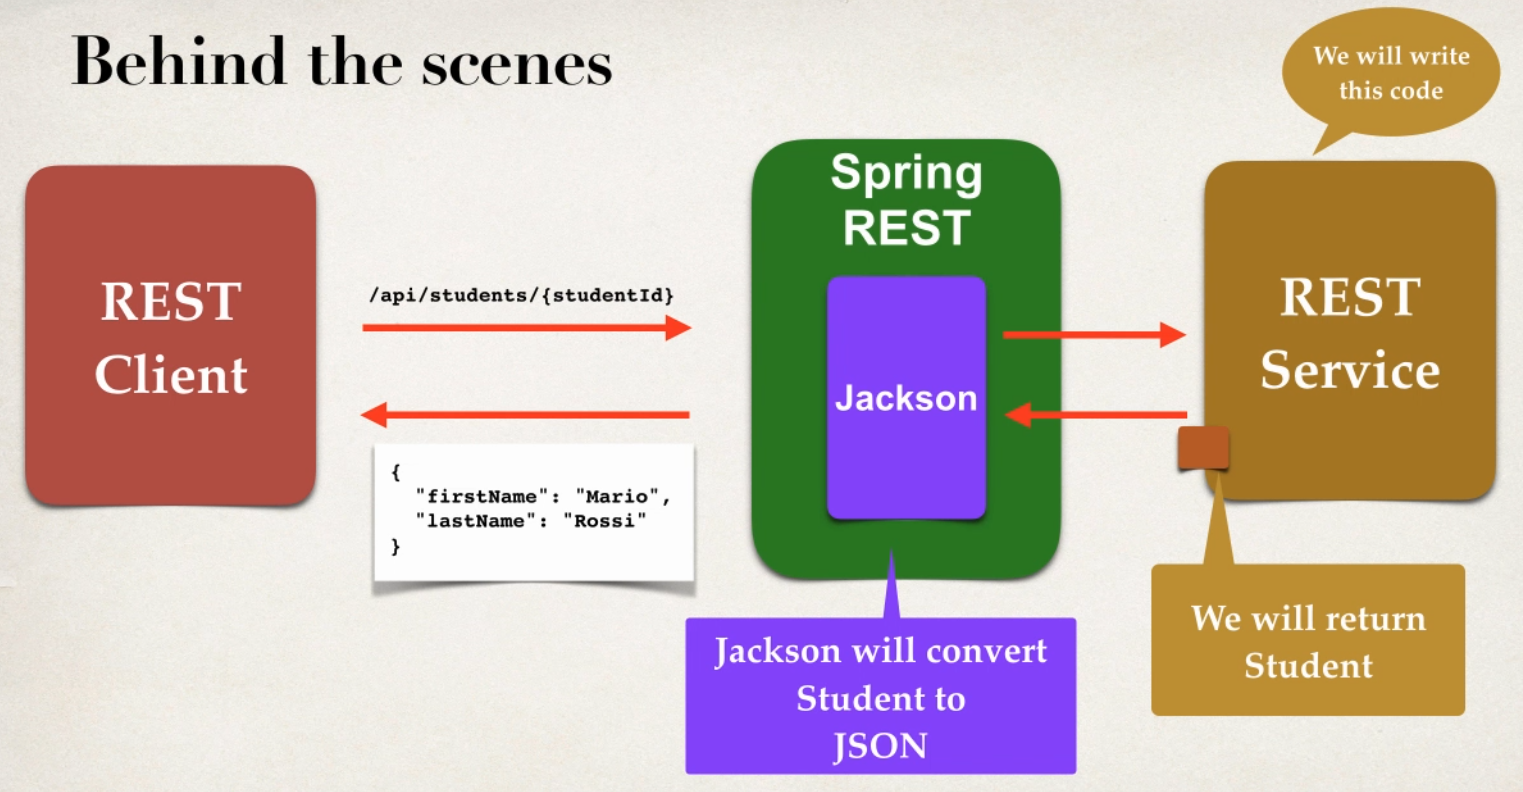 Behind the scenes
We will write
this code
REST
Client
/api/students/{studentId}
{
"firstName": "Mario",
"lastName": "Rossi"
}
Spring
REST
Jackson
Jackson will convert
Student to
JSON
REST
Service
We will return
Student